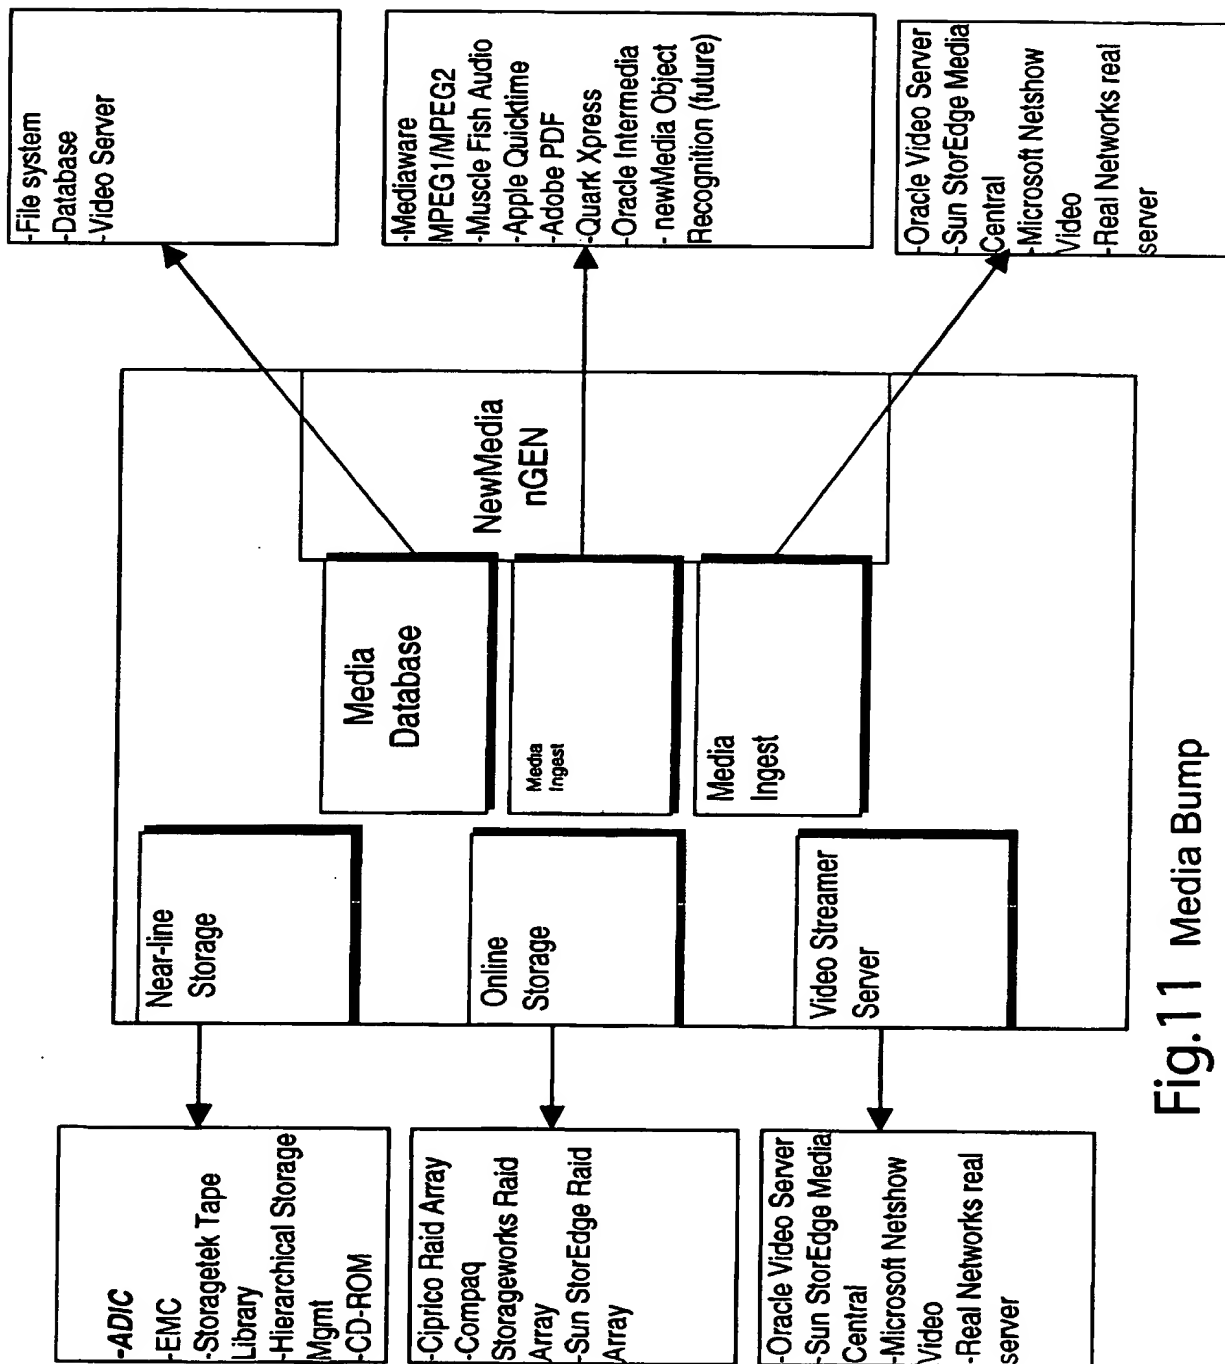 -ADIC
-EMC
-Storagetek Tape
Library
-Hierarchical Storage
Mgmt
-CD-ROM
-Ciprico Raid Array
-Compaq
Storageworks Raid
Array
-Sun StorEdge Raid
Array
-Oracle Video Server
-Sun StorEdge Media
Central
-Microsoft Netshow
Video
-Real Networks real
server
Near-line
Storage
Online
Storage
Video Streamer
Server
Media
Database
Media
Ingest
Media
Ingest
NewMedia
nGEN
-File system
-Database
-Video Server
-Mediaware
MPEG1/MPEG2
-Muscle Fish Audio
-Apple Quicktime
-Adobe PDF
-Quark Xpress
-Oracle Intermedia
- newMedia Object
Recognition (future)
-Oracle Video Server
-Sun StorEdge Media
Central
-Microsoft Netshow
Video
-Real Networks real
server
Fig.11 Media Bump